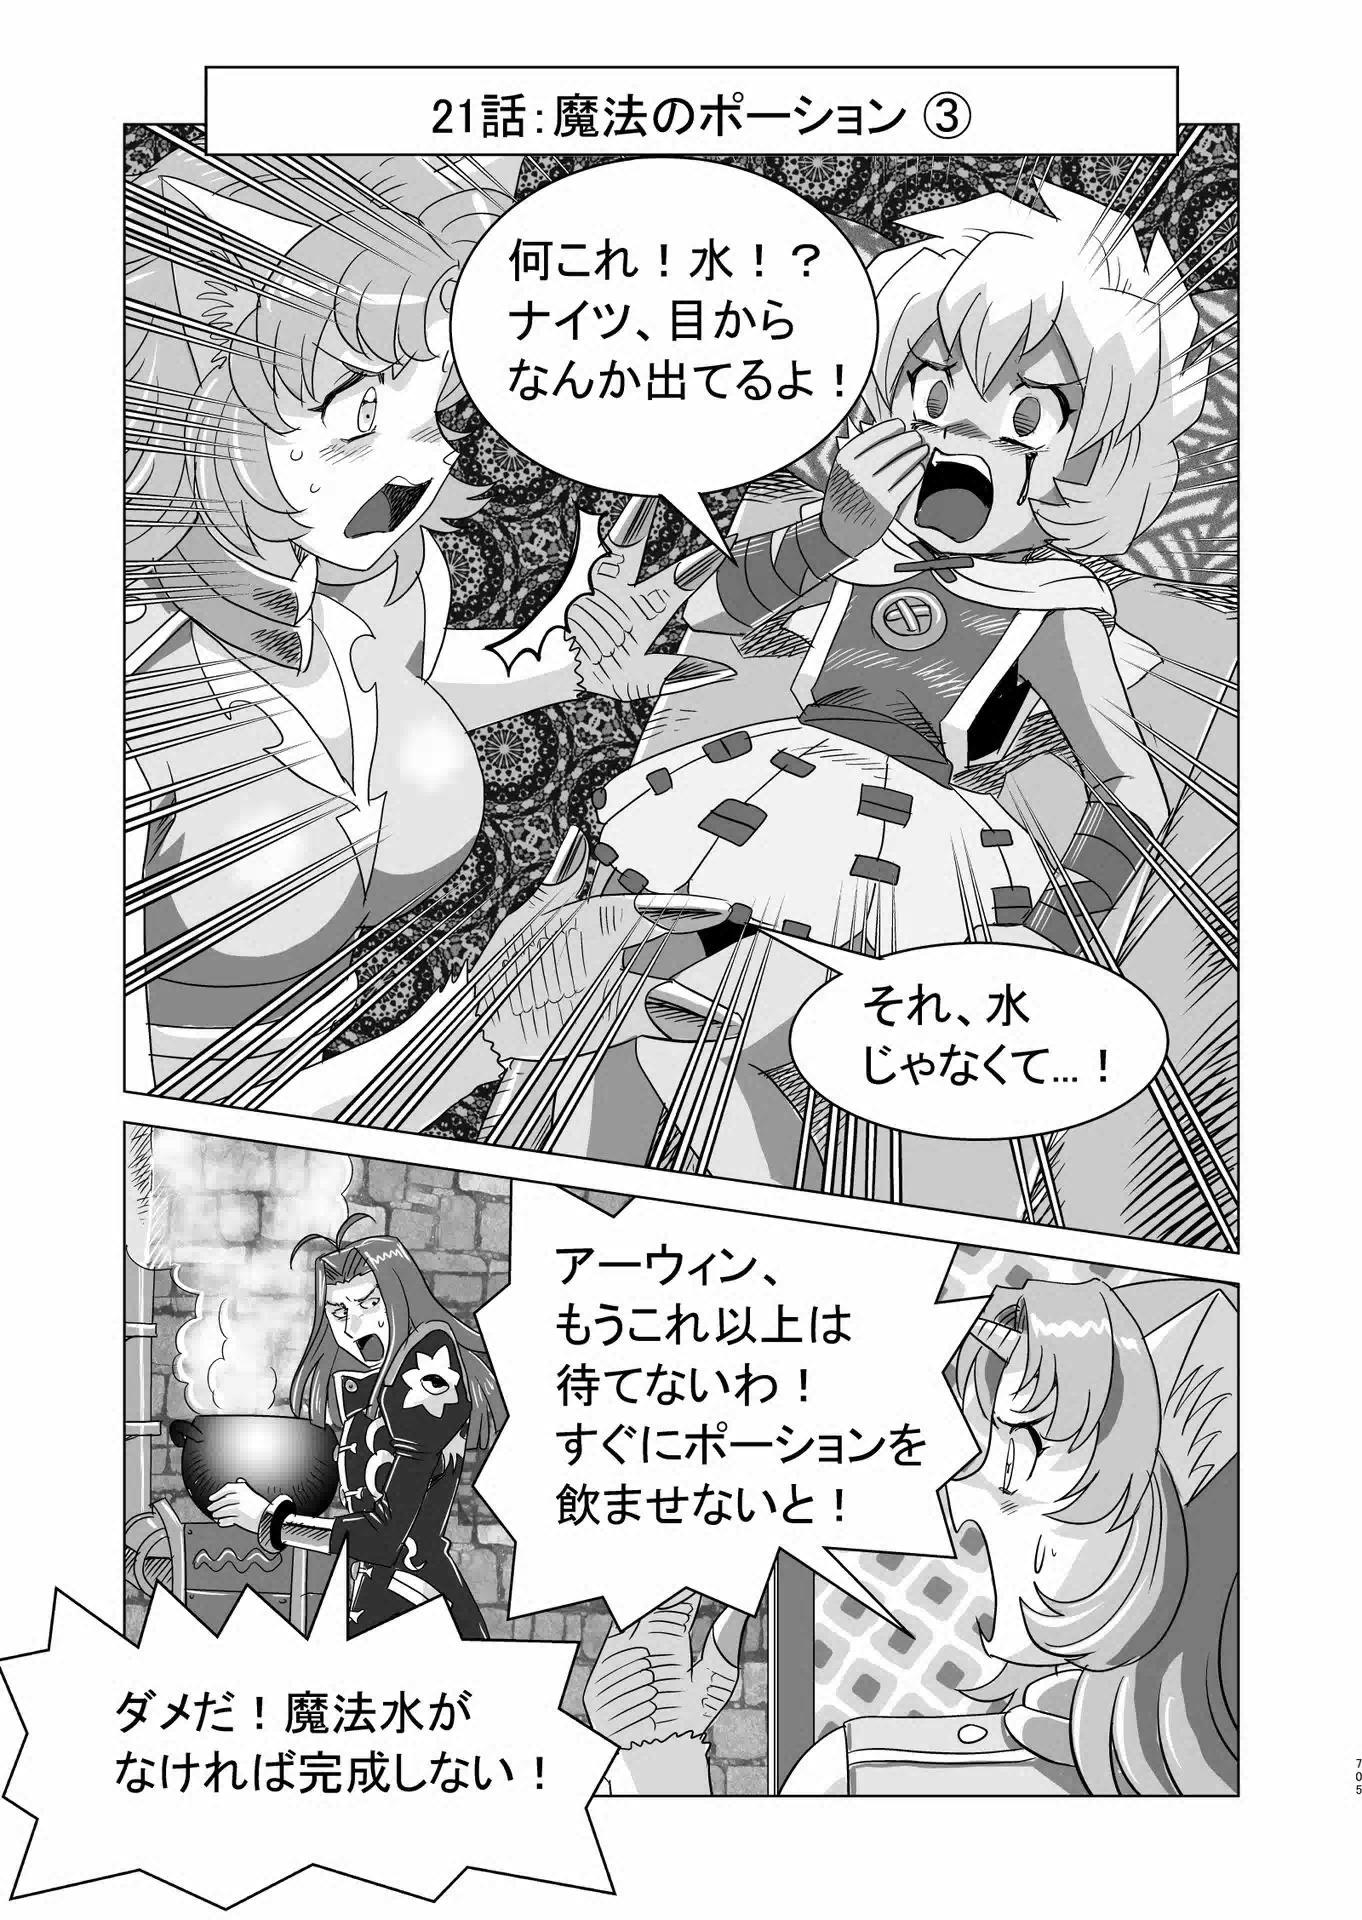 21話:魔法のポーション ③
何これ！水！？
ナイツ、目から
なんか出てるよ！
それ、水
じゃなくて…！
アーウィン、
もうこれ以上は
待てないわ！
すぐにポーションを
飲ませないと！
ダメだ！魔法水が
なければ完成しない！
705